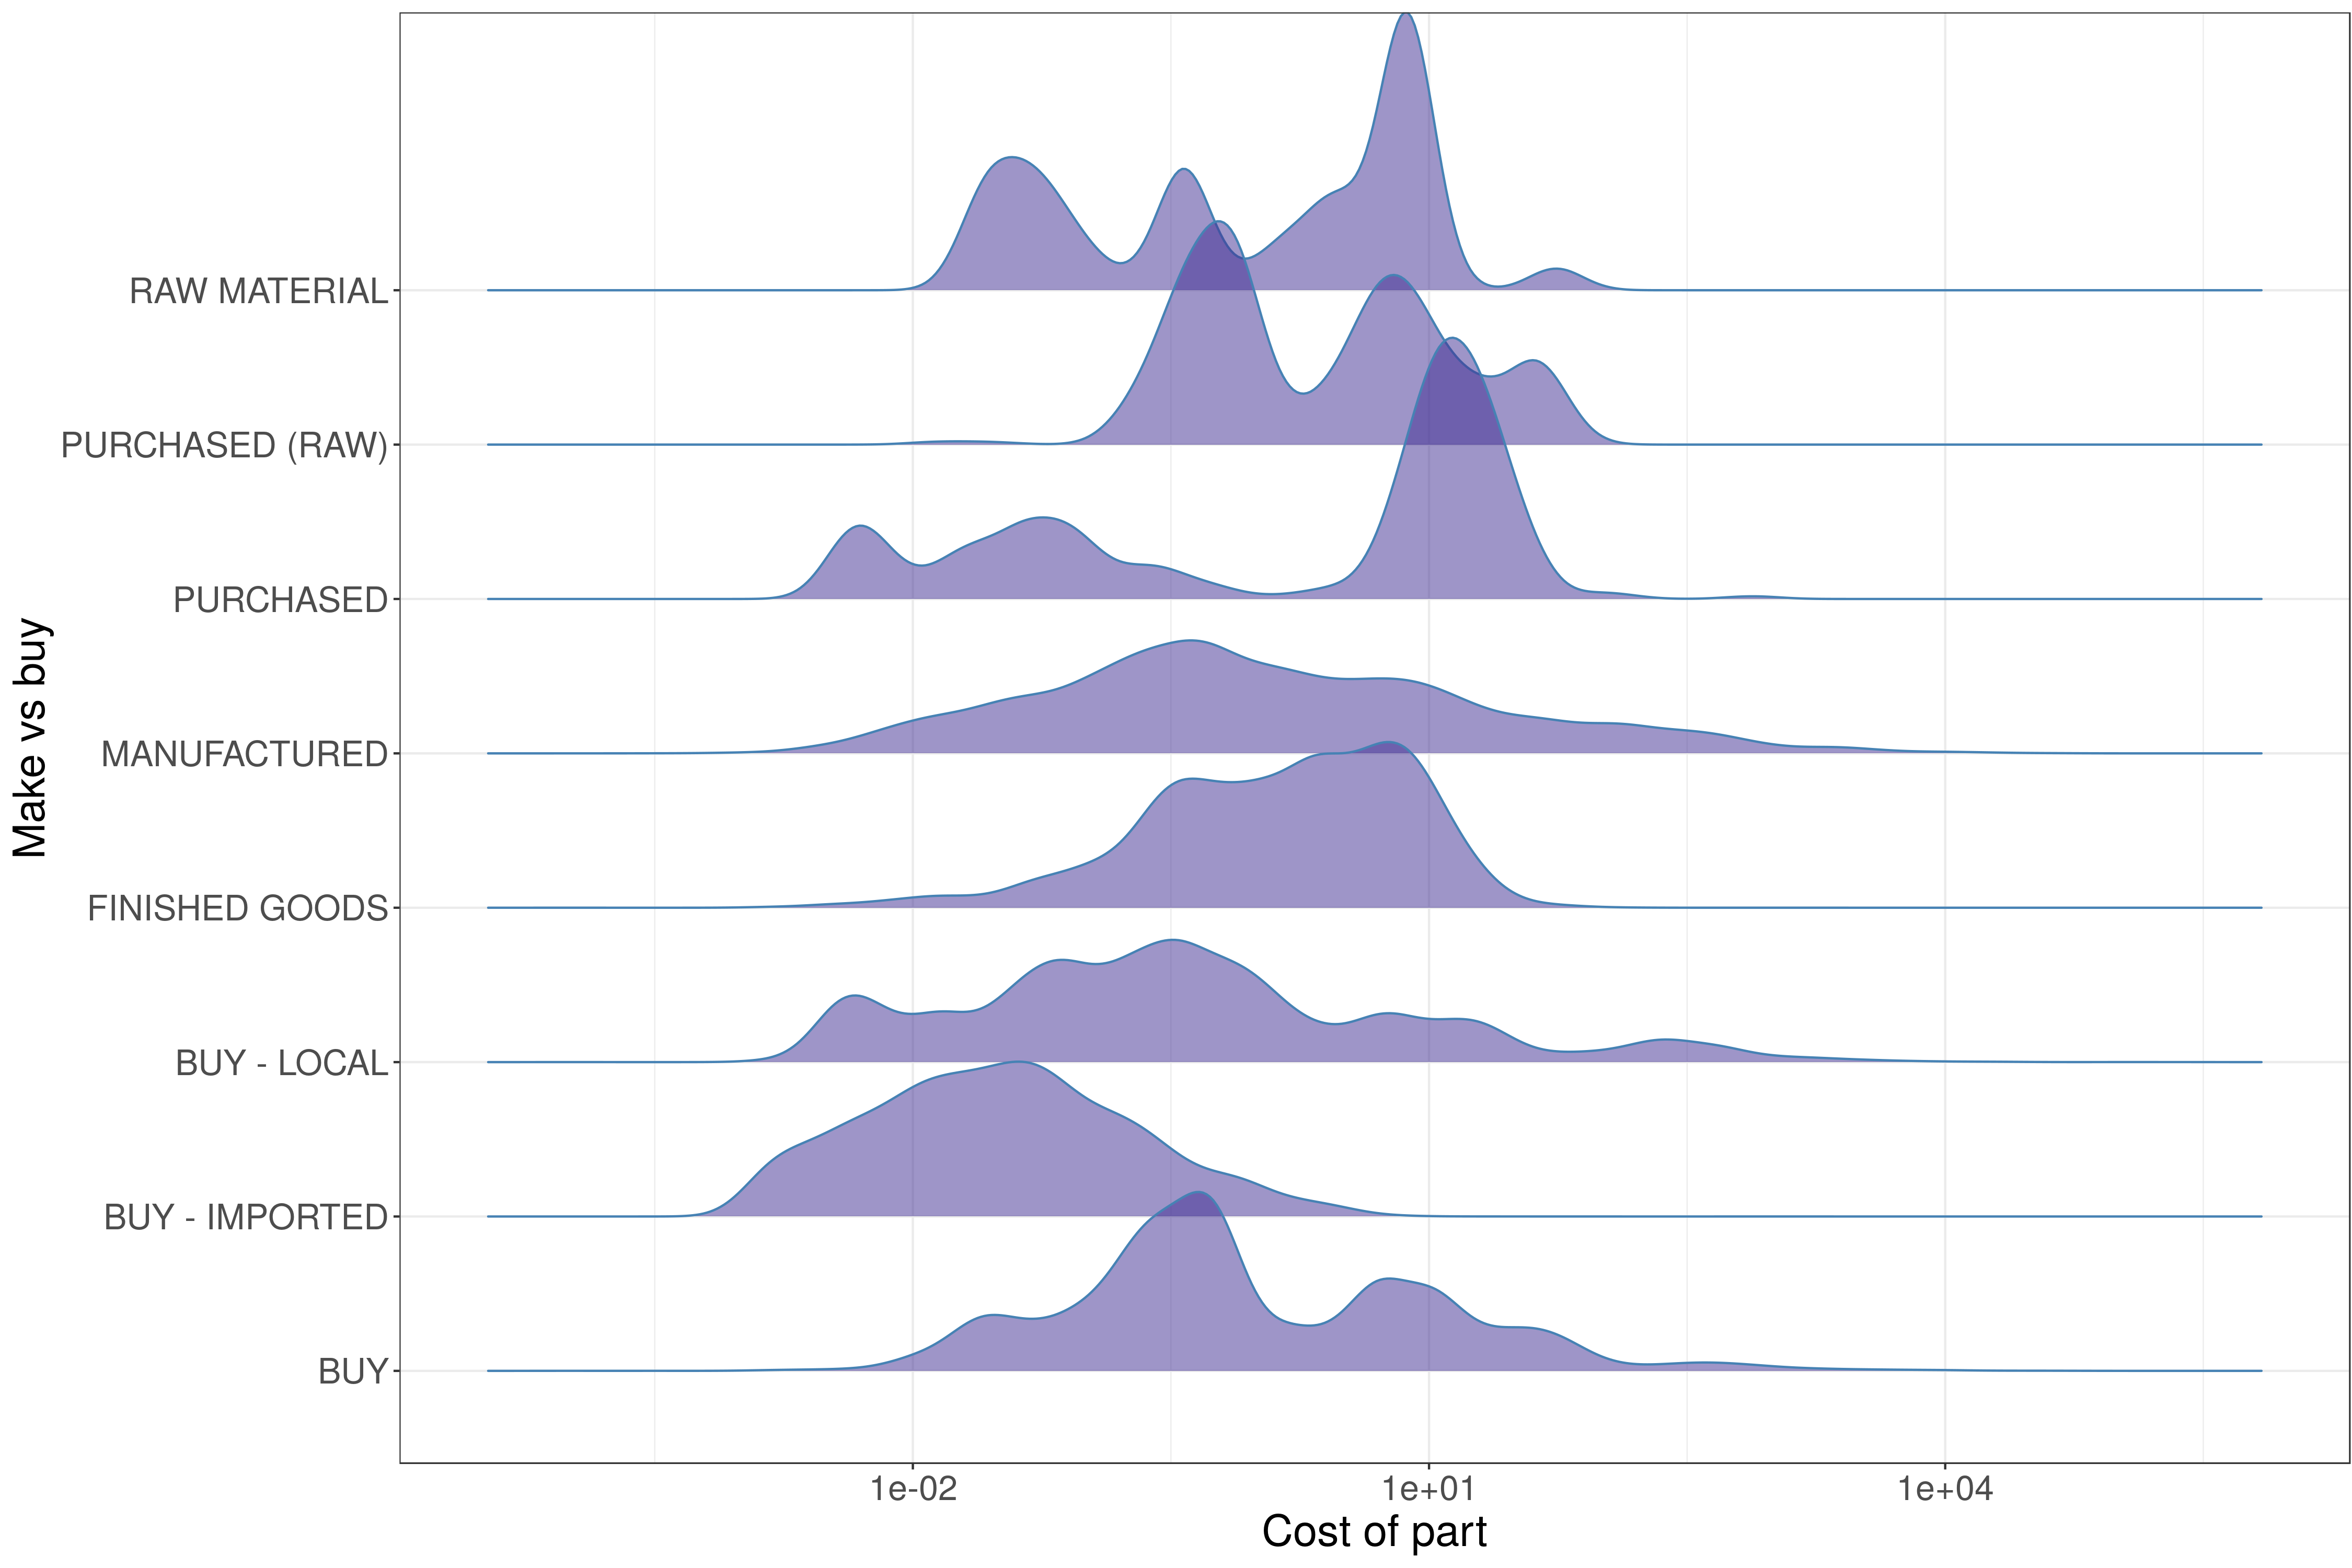 Make vs buy
RAW MATERIAL
PURCHASED (RAW)
PURCHASED
MANUFACTURED
FINISHED GOODS
BUY - LOCAL
BUY - IMPORTED
BUY
1e-02
1e+01
1e+04
Cost of part